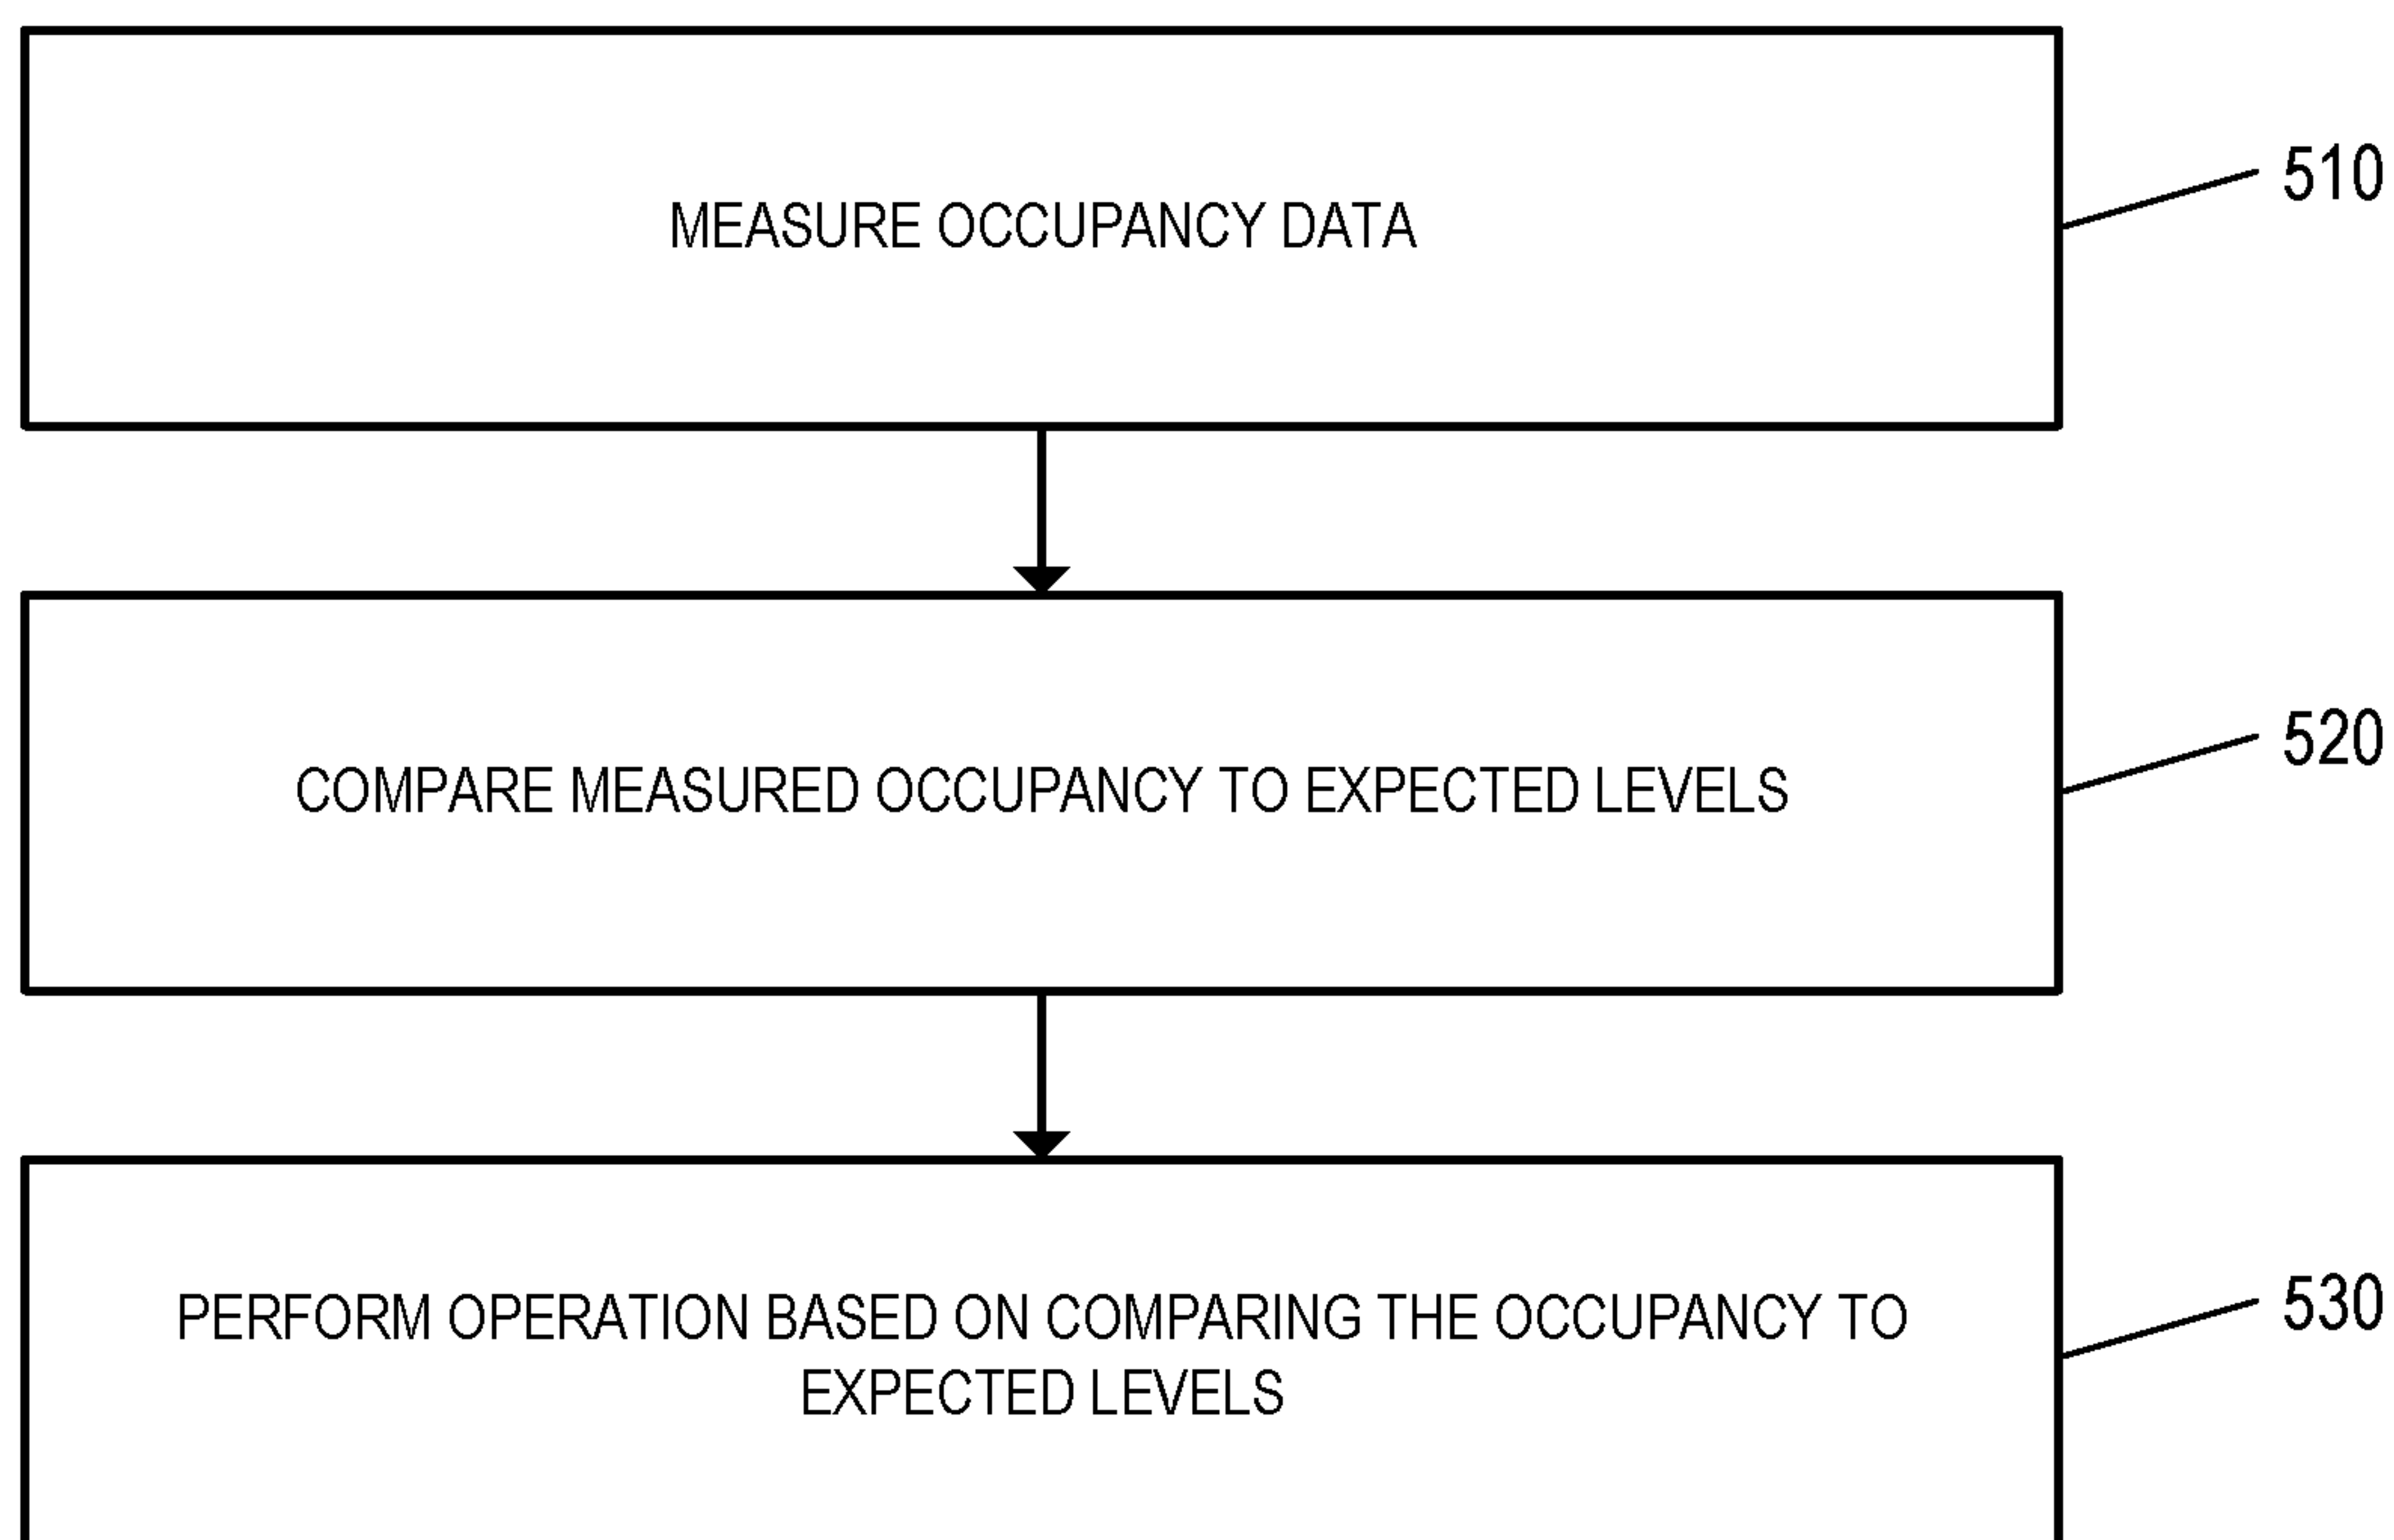 MEASURE OCCUPANCY DATA
510
COMPARE MEASURED OCCUPANCY TO EXPECTED LEVELS
520
PERFORM OPERATION BASED ON COMPARING THE OCCUPANCY TO
EXPECTED LEVELS
530